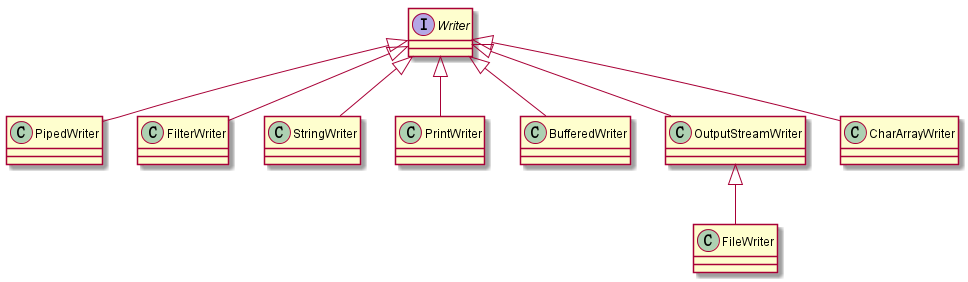 I Writer
C PipedWriter
C FilterWriter
C StringWriter
C PrintWriter
C BufferedWriter
C OutputStreamWriter
C CharArrayWriter
C FileWriter